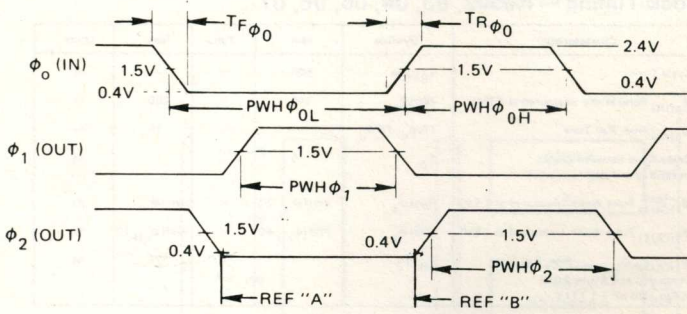 TFϕ0 TRϕ0
2.4V
ϕo (IN) 1.5V 1.5V
0.4V 0.4V
PWHϕ0L PWHϕ0H
ϕ1 (OUT) 1.5V
PWHϕ1
ϕ2 (OUT)
1.5V 1.5V
0.4V 0.4V
PWHϕ2
REF "A" REF "B"